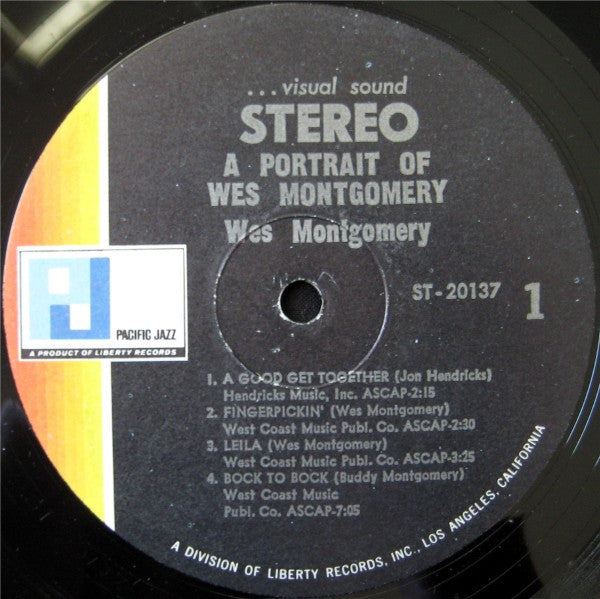 ...visual sound
STEREO
A PORTRAIT OF
WES MONTGOMERY
Wes Montgomery
PJ
PACIFIC JAZZ
A PRODUCT OF LIBERTY RECORDS
ST-20137 1
1. A GOOD GET TOGETHER (Jon Hendricks)
Hendricks Music, Inc. ASCAP-2:15
2. FINGERPICKIN' (Wes Montgomery)
West Coast Music Publ. Co. ASCAP-2:30
3. LEILA (Wes Montgomery)
West Coast Music Publ. Co. ASCAP-3:25
4. BOCK TO BOCK (Buddy Montgomery)
West Coast Music
Publ. Co. ASCAP-7:05
A DIVISION OF LIBERTY RECORDS, INC., LOS ANGELES, CALIFORNIA